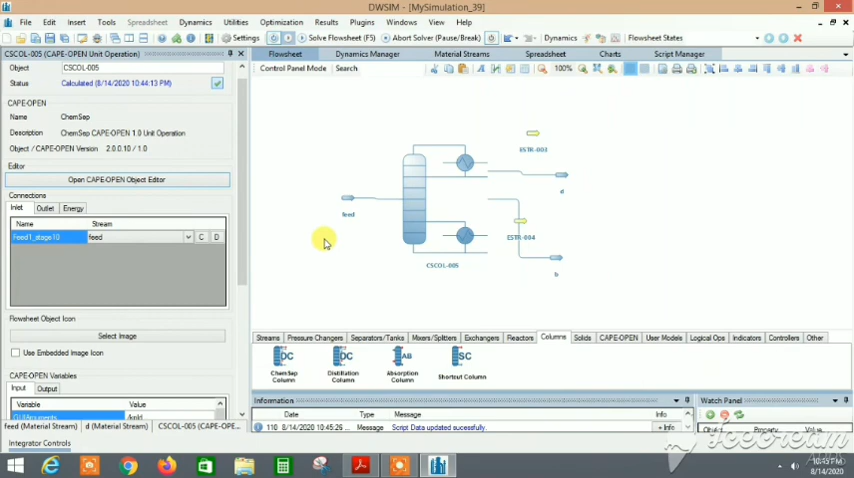 DWSIM - [MySimulation_39]
File Edit Insert Tools Spreadsheet Dynamics Utilities Optimization Results Plugins Windows View Help
Settings Solve Flowsheet (F5) Abort Solver (Pause/Break) Dynamics Flowsheet States
CSCOL-005 (CAPE-OPEN Unit Operation)
Flowsheet Dynamics Manager Material Streams Spreadsheet Charts Script Manager
Control Panel Mode Search 100%
Object CSCOL-005
Status Calculated (8/14/2020 10:44:13 PM)
CAPE-OPEN
Name ChemSep
Description ChemSep CAPE-OPEN 1.0 Unit Operation
Object / CAPE-OPEN Version 2.0.0.10 / 1.0
Editor
Open CAPE-OPEN Object Editor
Connections
Inlet Outlet Energy
Name Stream
Feed1_stage10 feed C D
Flowsheet Object Icon
Select Image
Use Embedded Image Icon
CAPE-OPEN Variables
Input Output
Variable Value
feed (Material Stream) d (Material Stream) CSCOL-005 (CAPE-OPE...
Integrator Controls
ESTR-003
d
feed
ESTR-004
CSCOL-005
b
Streams Pressure Changers Separators/Tanks Mixers/Splitters Exchangers Reactors Columns Solids CAPE-OPEN User Models Logical Ops Indicators Controllers Other
ChemSep Column
Distillation Column
Absorption Column
Shortcut Column
Information
Date Type Message Info
110 8/14/2020 10:45:26 ... Message Script Data updated sucessfully. + Info
Watch Panel
Object Property Value
icecream
APPS
10:45 PM
8/14/2020